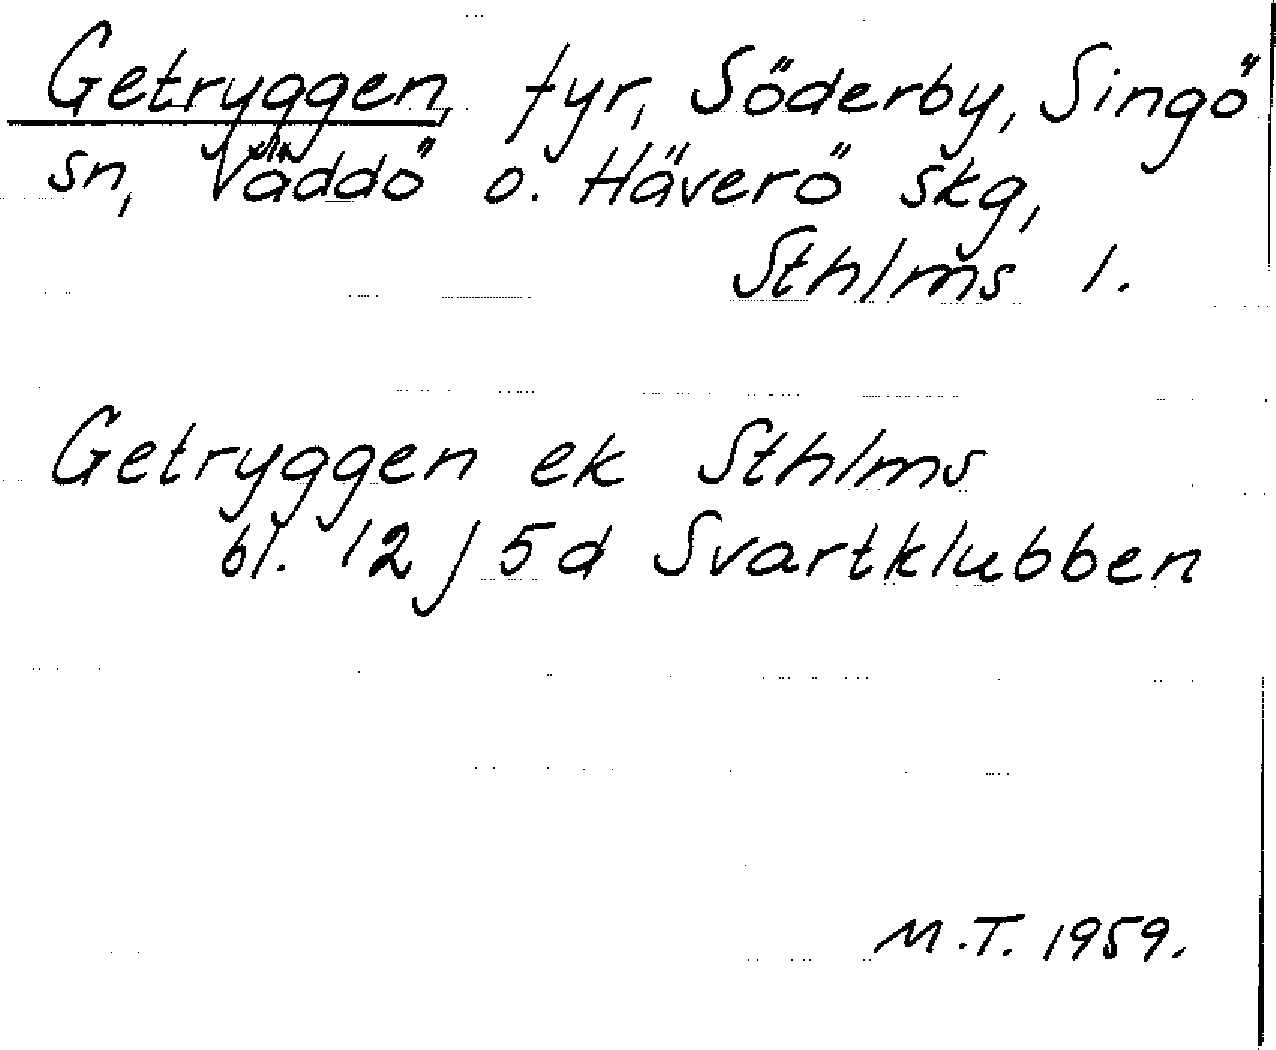 Getryggen, fyr, Söderby, Singö
sn, Väddö o. Häverö skg,
Sthlms l.
Getryggen ek Sthlms
bl. 12 J 5d Svartklubben
M.T. 1959.